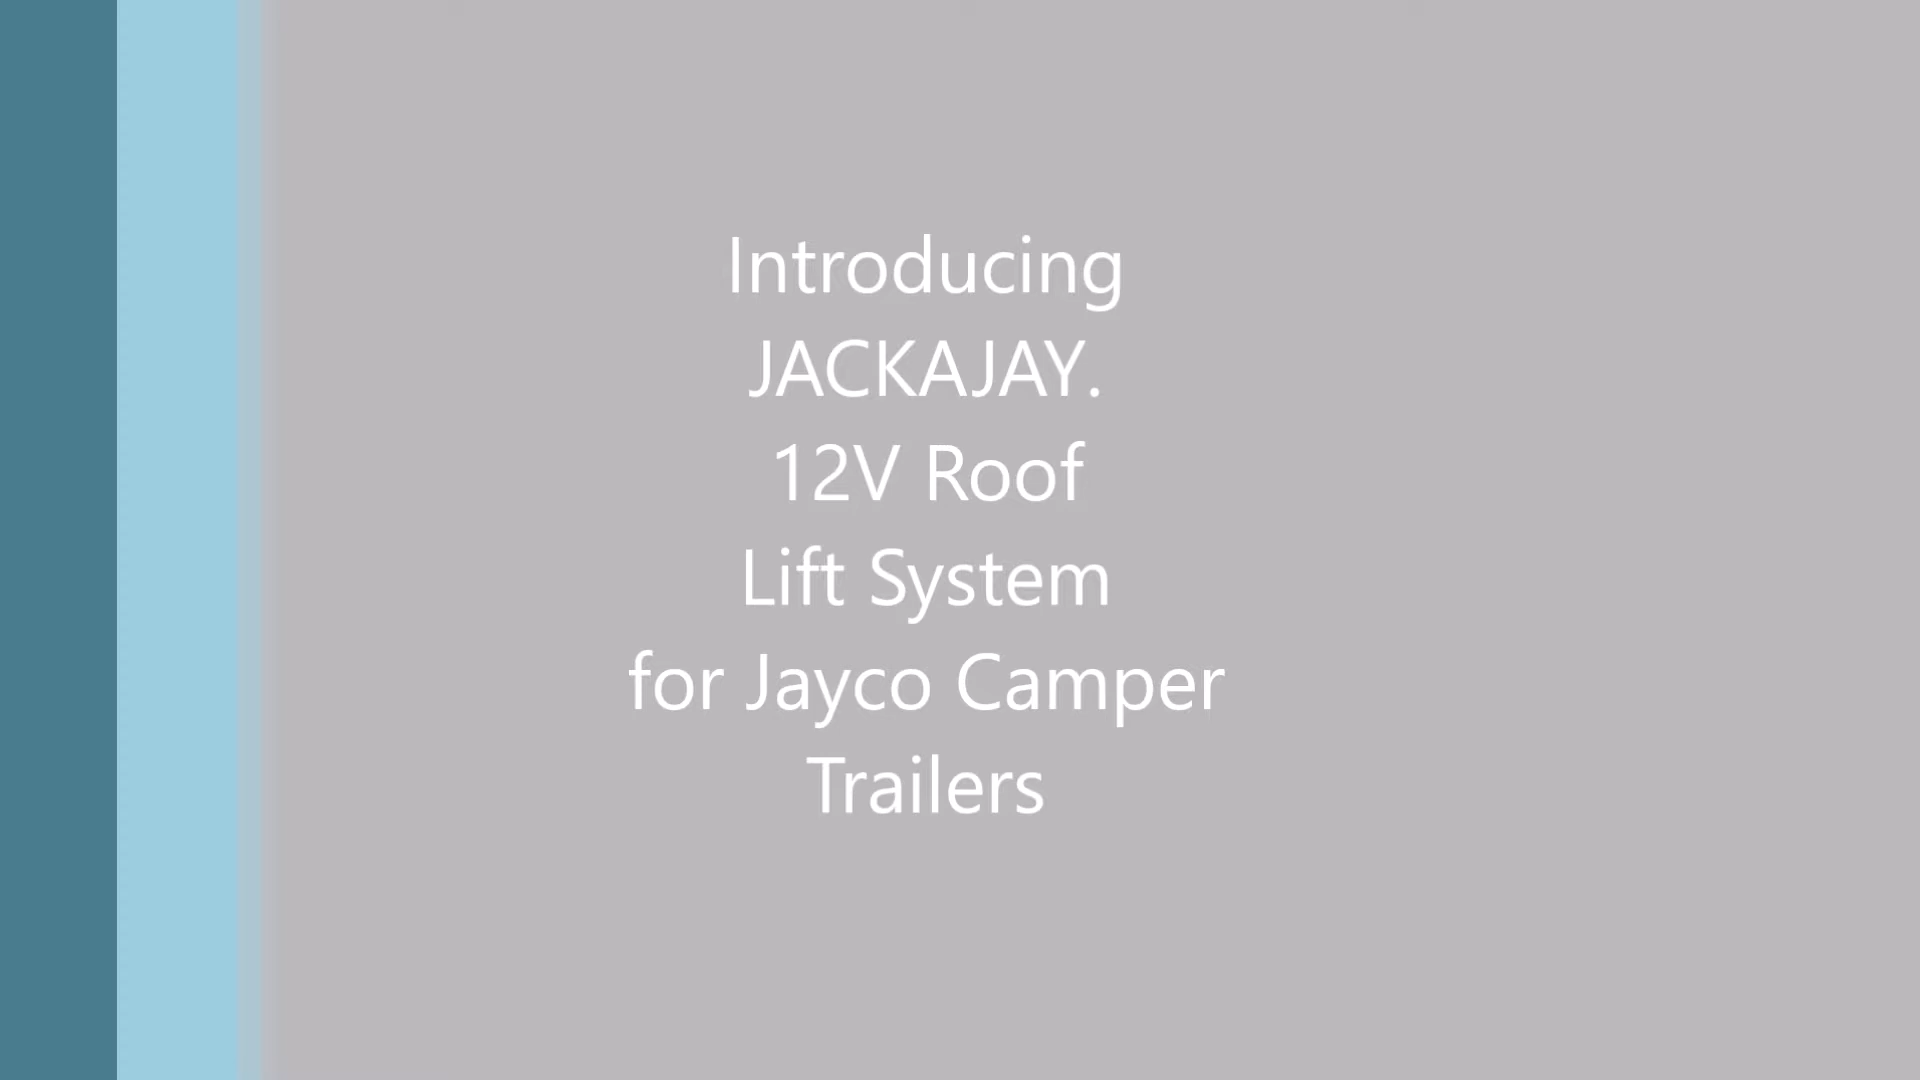 Introducing
JACKAJAY.
12V Roof
Lift System
for Jayco Camper
Trailers